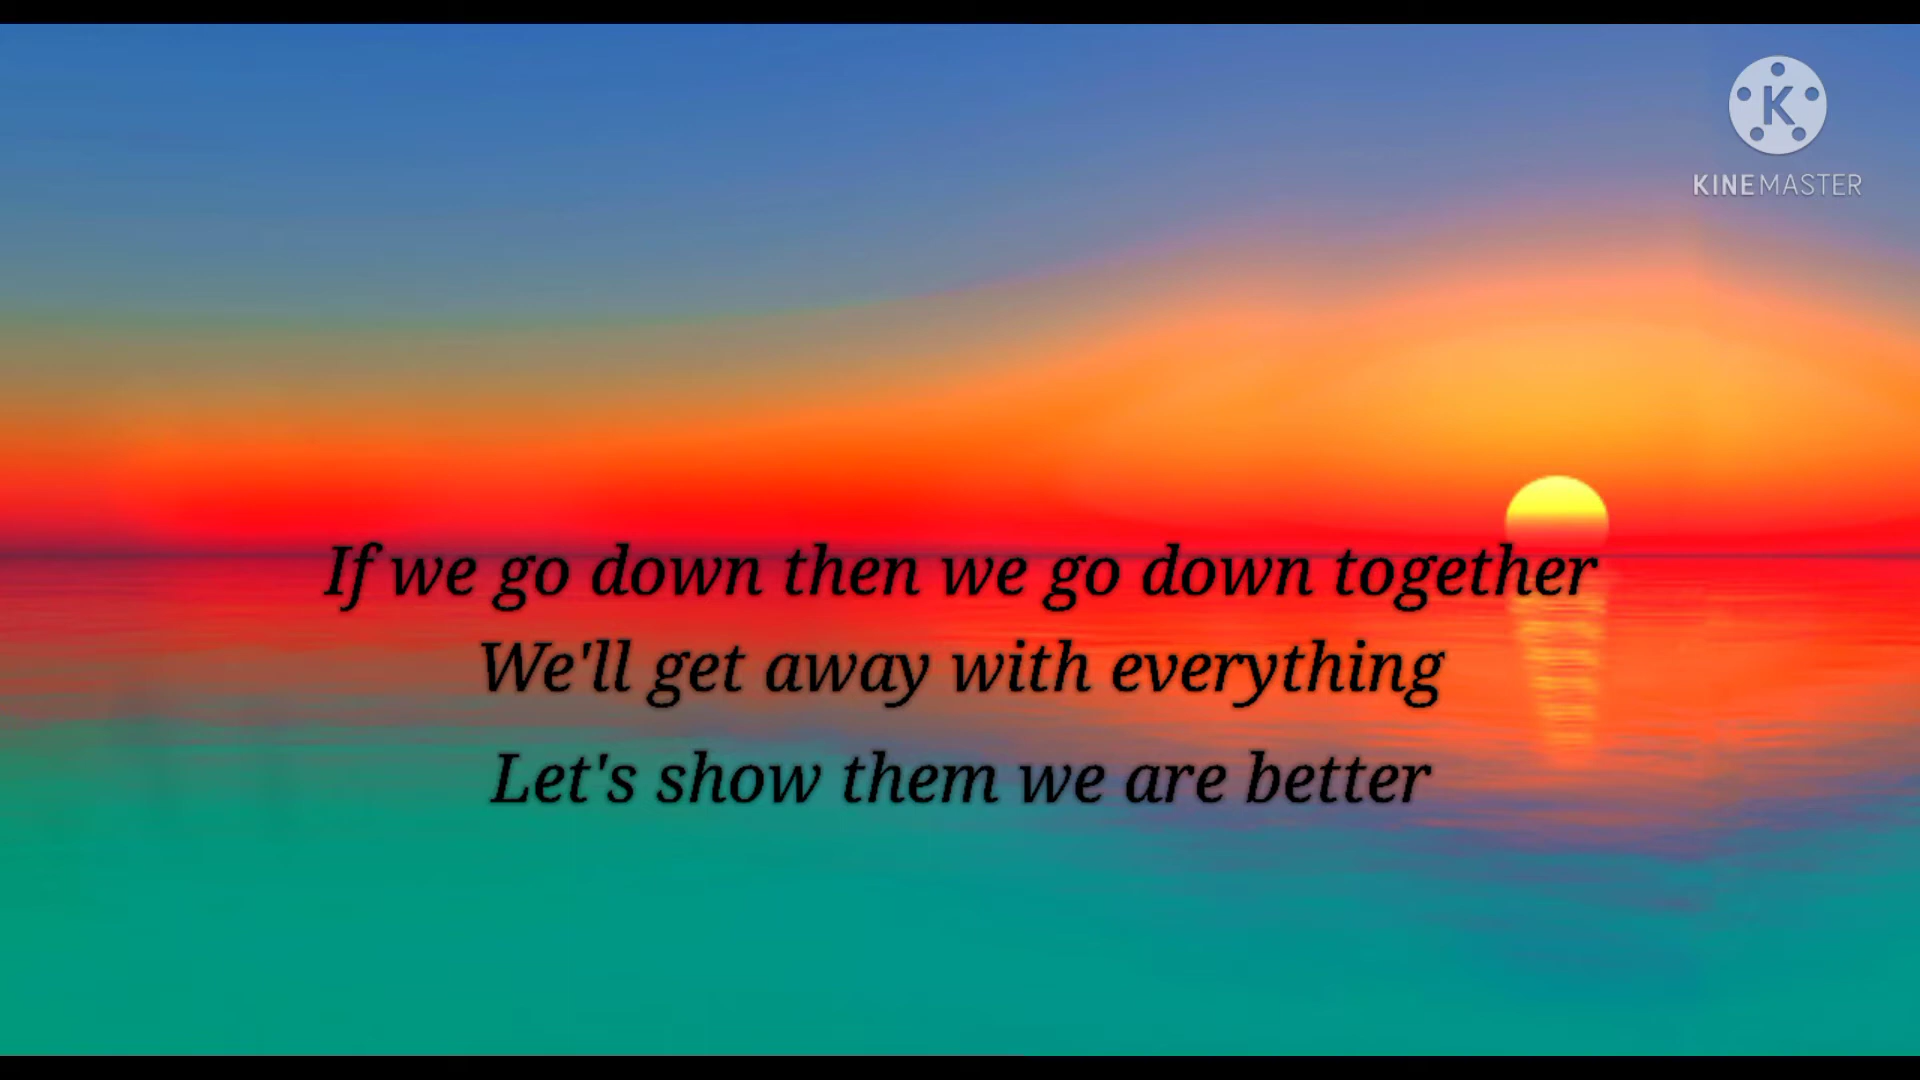 K
KINEMASTER
If we go down then we go down together
We'll get away with everything
Let's show them we are better